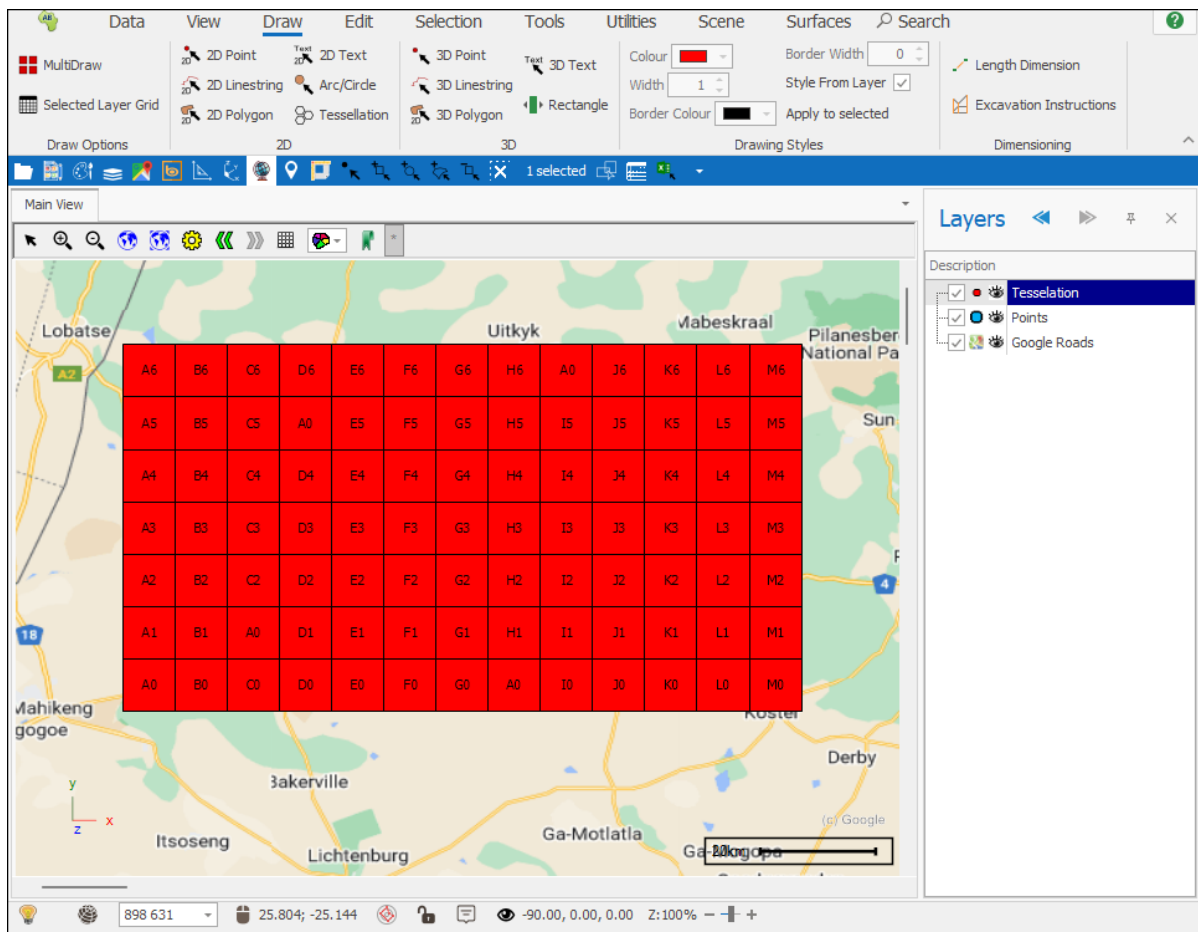 AB Data View Draw Edit Selection Tools Utilities Scene Surfaces Search ?
MultiDraw
Selected Layer Grid
Draw Options
2D Point Text 2D Text
2D Linestring Arc/Circle
2D Polygon Tessellation
2D
3D Point Text 3D Text
3D Linestring Rectangle
3D Polygon
3D
Colour Border Width 0
Width 1 Style From Layer
Border Colour Apply to selected
Drawing Styles
Length Dimension
Excavation Instructions
Dimensioning
1 selected
Main View
Layers
Description
Tesselation
Points
Google Roads
Lobatse
Uitkyk
Mabeskraal
Pilanesber
National Pa
A2
Sun
A6 B6 C6 D6 E6 F6 G6 H6 A0 J6 K6 L6 M6
A5 B5 C5 A0 E5 F5 G5 H5 I5 J5 K5 L5 M5
A4 B4 C4 D4 E4 F4 G4 H4 I4 J4 K4 L4 M4
A3 B3 C3 D3 E3 F3 G3 H3 I3 J3 K3 L3 M3
A2 B2 C2 D2 E2 F2 G2 H2 I2 J2 K2 L2 M2
A1 B1 A0 D1 E1 F1 G1 H1 I1 J1 K1 L1 M1
A0 B0 C0 D0 E0 F0 G0 A0 I0 J0 K0 L0 M0
4
18
Mahikeng
gogoe
Koster
Derby
Bakerville
y
x
z
Itsoseng
Lichtenburg
Ga-Motlatla
(c) Google
898 631 25.804; -25.144 -90.00, 0.00, 0.00 Z:100%